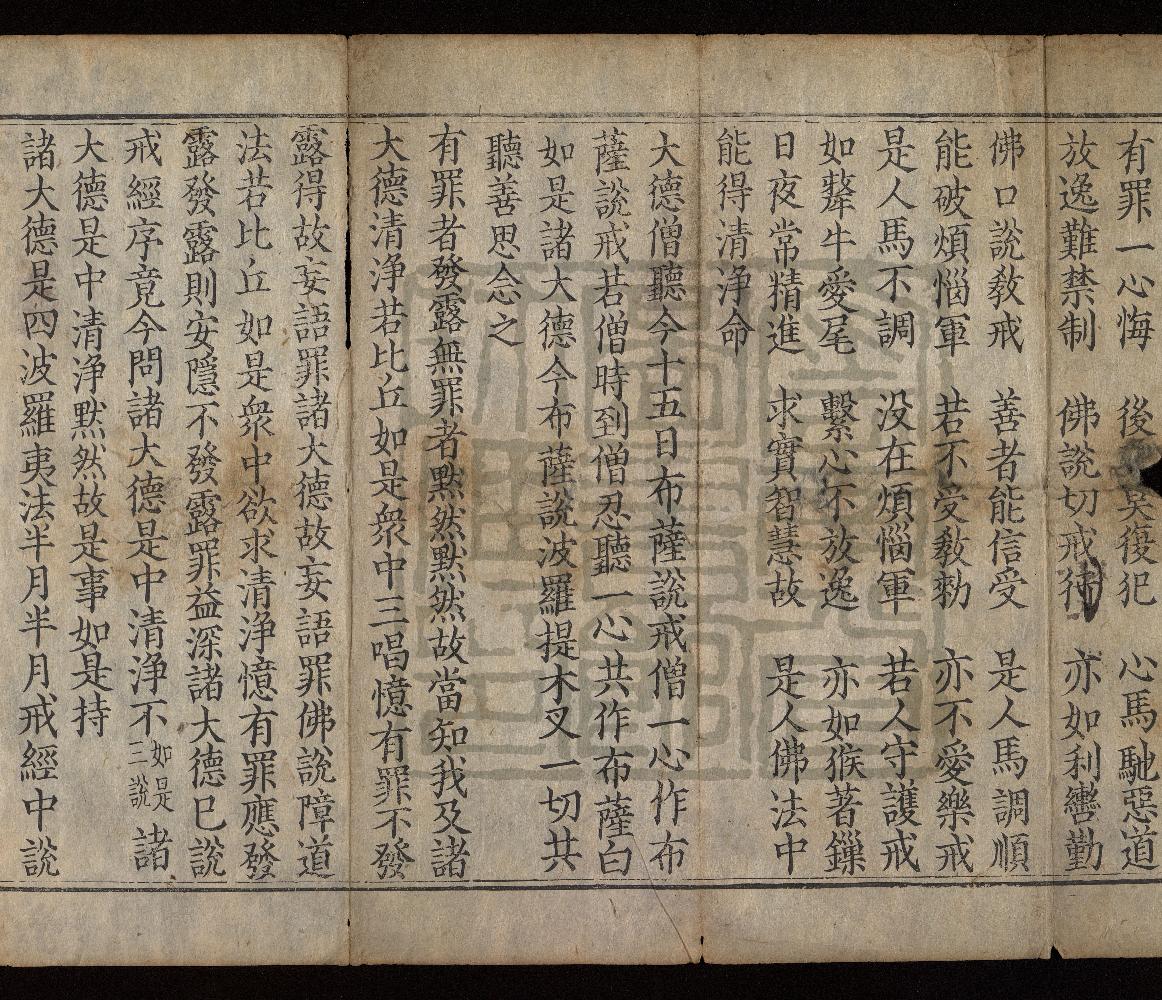 有罪一心悔　後莫復犯　心馬馳惡道
放逸難禁制　佛說切戒行　亦如利轡勤
佛口說敎戒　善者能信受　是人馬調順
能破煩惱軍　若不受敎勑　亦不愛樂戒
是人馬不調　没在煩惱軍　若人守護戒
如犛牛愛尾　繫心不放逸　亦如猴著鏁
日夜常精進　求實智慧故　是人佛法中
能得清淨命
大德僧聽今十五日布薩說戒僧一心作布
薩說戒若僧時到僧忍聽一心共作布薩白
如是諸大德今布薩說波羅提木叉一切共
聽善思念之
有罪者發露無罪者默然默然故當知我及諸
大德清淨若比丘如是衆中三唱憶有罪不發
露得故妄語罪諸大德故妄語罪佛說障道
法若比丘如是衆中欲求清淨憶有罪應發
露發露則安隱不發露罪益深諸大德巳說
戒經序竟今問諸大德是中清淨不如是三說諸
大德是中清淨默然故是事如是持
諸大德是四波羅夷法半月半月戒經中說